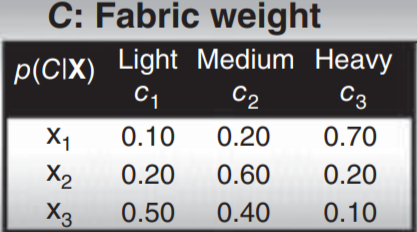 C: Fabric weight
p(C|X) Light Medium Heavy
c₁ c₂ c₃
x₁ 0.10 0.20 0.70
x₂ 0.20 0.60 0.20
x₃ 0.50 0.40 0.10